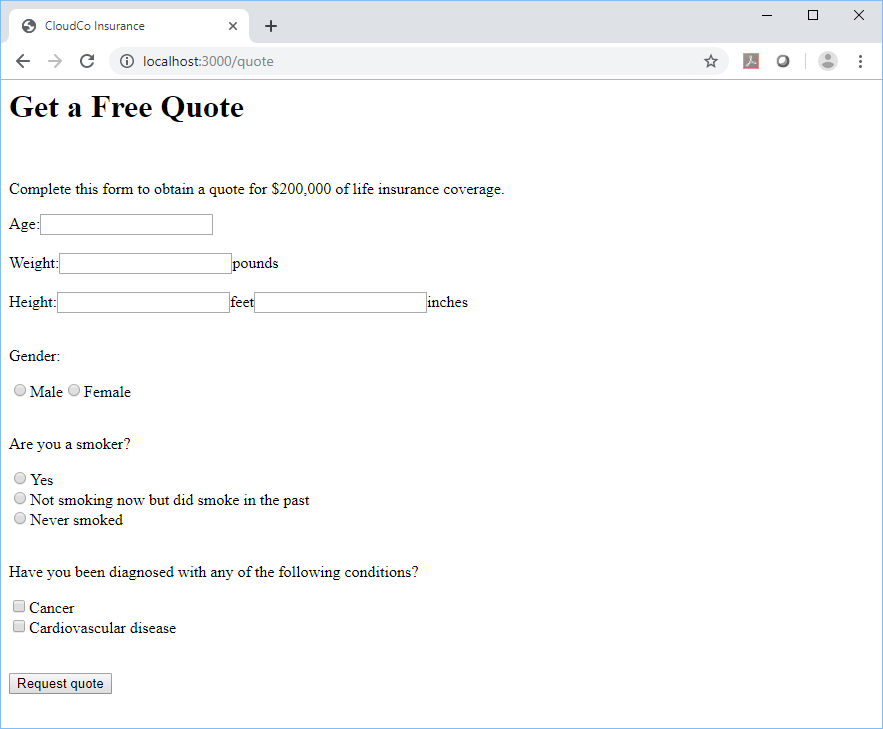 CloudCo Insurance
localhost:3000/quote
Get a Free Quote
Complete this form to obtain a quote for $200,000 of life insurance coverage.
Age:
Weight: pounds
Height: feet inches
Gender:
Male Female
Are you a smoker?
Yes
Not smoking now but did smoke in the past
Never smoked
Have you been diagnosed with any of the following conditions?
Cancer
Cardiovascular disease
Request quote